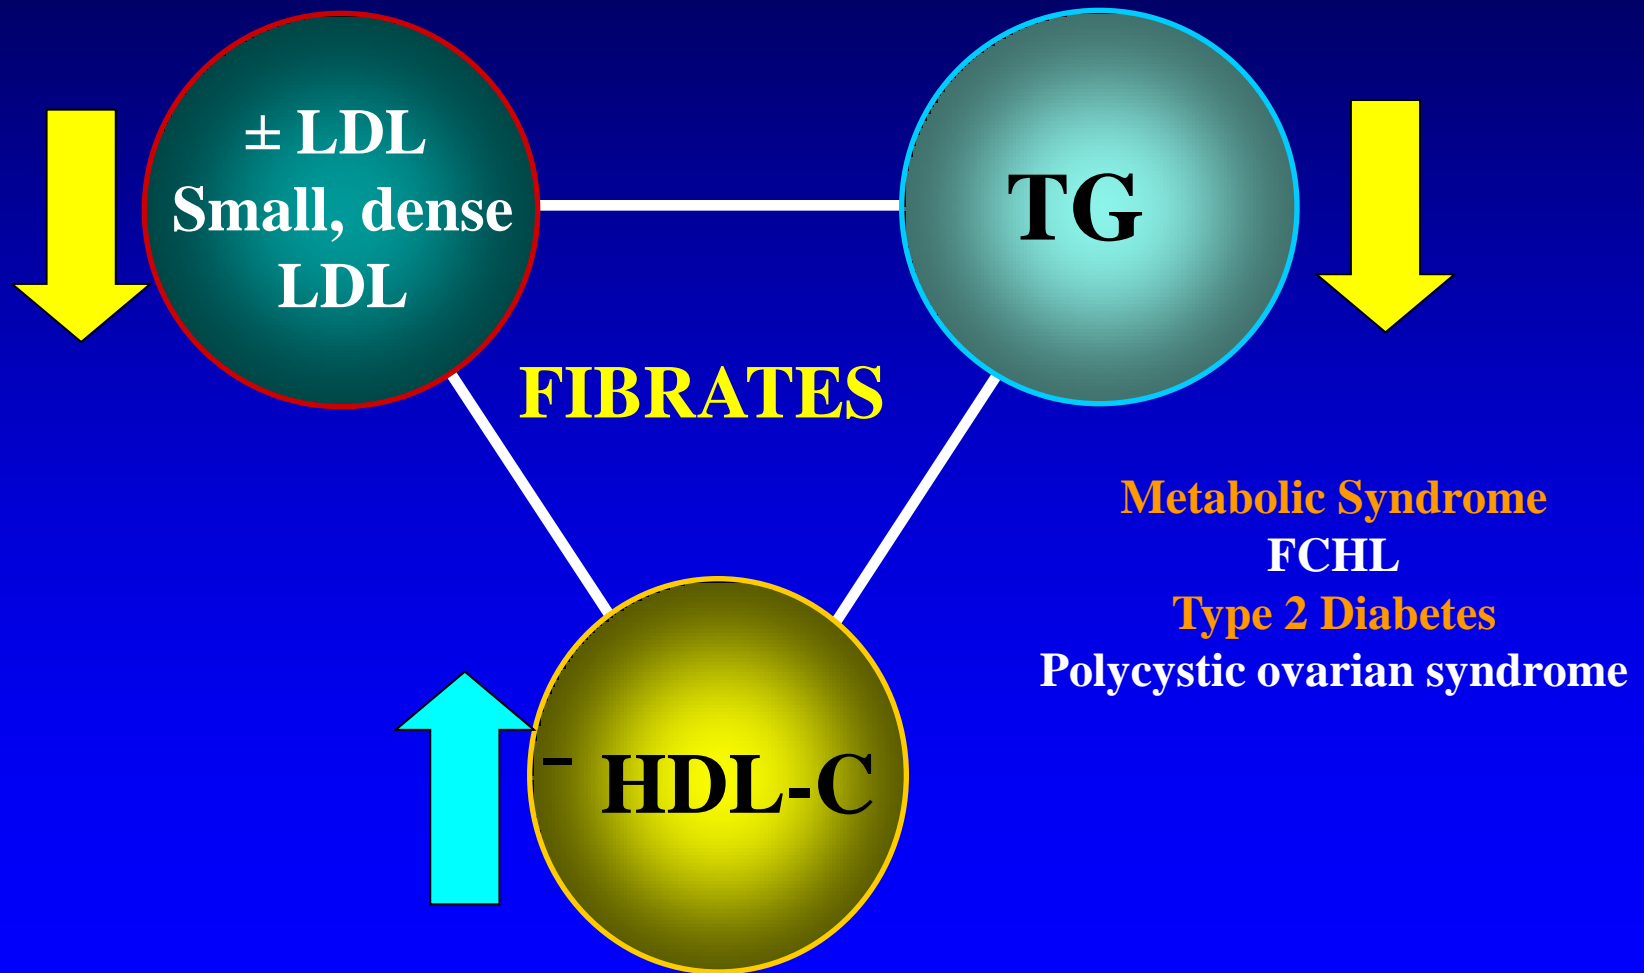 ± LDL
Small, dense
LDL
TG
FIBRATES
Metabolic Syndrome
FCHL
Type 2 Diabetes
Polycystic ovarian syndrome
- HDL-C